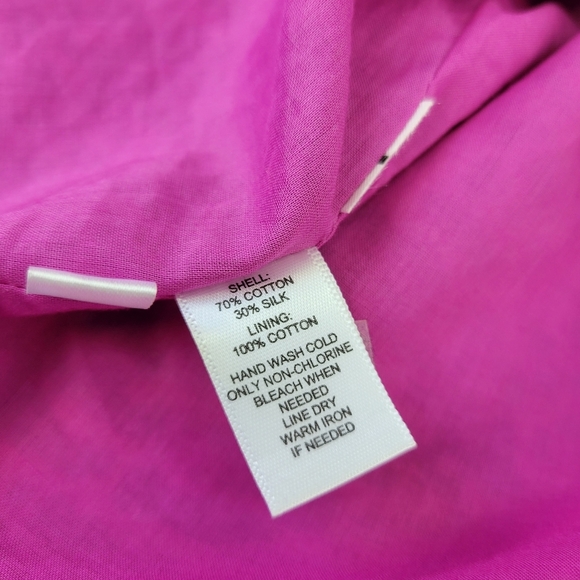 SHELL:
70% COTTON
30% SILK
LINING:
100% COTTON
HAND WASH COLD
ONLY NON-CHLORINE
BLEACH WHEN
NEEDED
LINE DRY
WARM IRON
IF NEEDED